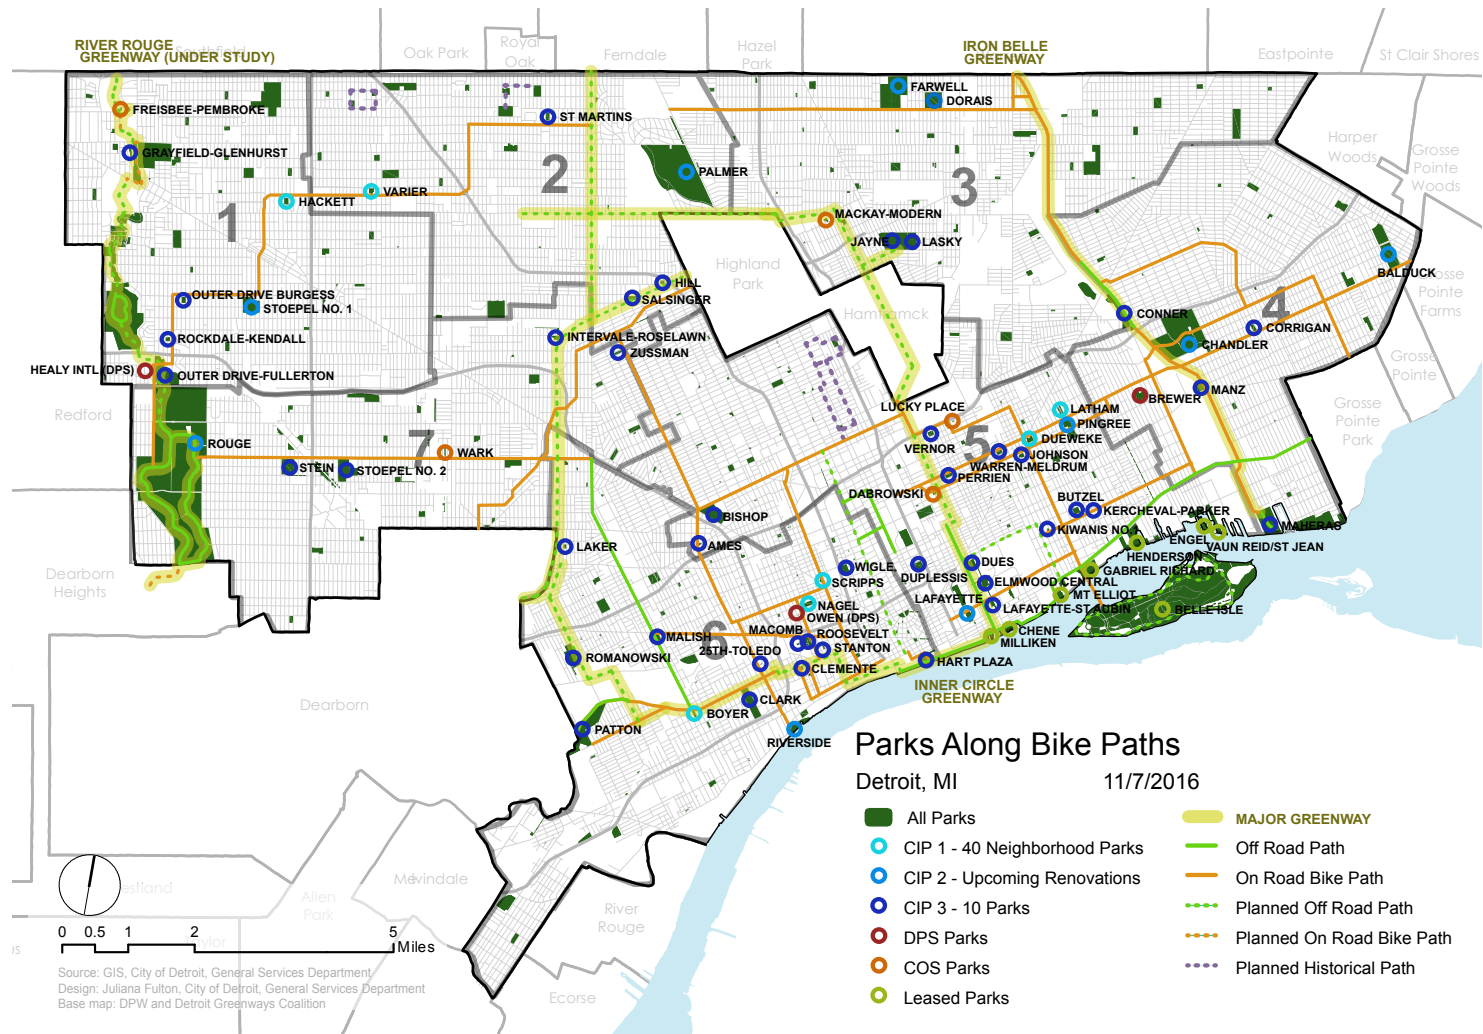 RIVER ROUGE
GREENWAY (UNDER STUDY)
Southfield
Oak Park
Royal
Oak
Ferndale
Hazel
Park
IRON BELLE
GREENWAY
Eastpointe
St Clair Shores
FREISBEE-PEMBROKE
ST MARTINS
FARWELL
DORAIS
GRAYFIELD-GLENHURST
Harper
Woods
Grosse
Pointe
Woods
2
PALMER
3
HACKETT
VARIER
1
MACKAY-MODERN
JAYNE
LASKY
BALDUCK
Highland
Park
Grosse
Pointe
Farms
HILL
SALSINGER
OUTER DRIVE BURGESS
STOEPEL NO. 1
Hamtramck
CONNER
4
CORRIGAN
ROCKDALE-KENDALL
INTERVALE-ROSELAWN
ZUSSMAN
CHANDLER
HEALY INTL (DPS)
OUTER DRIVE-FULLERTON
Grosse
Pointe
Redford
MANZ
BREWER
LATHAM
LUCKY PLACE
PINGREE
Grosse
Pointe
Park
5
DUEWEKE
VERNOR
ROUGE
7
WARK
JOHNSON
WARREN-MELDRUM
STEIN
STOEPEL NO. 2
PERRIEN
DABROWSKI
BUTZEL
KERCHEVAL-PARKER
BISHOP
KIWANIS NO.1
MAHERAS
LAKER
AMES
ENGEL
VAUN REID/ST JEAN
HENDERSON
DUES
WIGLE
DUPLESSIS
GABRIEL RICHARD
Dearborn
Heights
SCRIPPS
ELMWOOD CENTRAL
MT ELLIOT
NAGEL
OWEN (DPS)
LAFAYETTE
LAFAYETTE-ST AUBIN
BELLE ISLE
MALISH
6
MACOMB
ROOSEVELT
STANTON
25TH-TOLEDO
CHENE
MILLIKEN
ROMANOWSKI
CLEMENTE
HART PLAZA
INNER CIRCLE
GREENWAY
Dearborn
CLARK
BOYER
PATTON
RIVERSIDE
Parks Along Bike Paths
Detroit, MI
11/7/2016
All Parks
CIP 1 - 40 Neighborhood Parks
CIP 2 - Upcoming Renovations
CIP 3 - 10 Parks
DPS Parks
COS Parks
Leased Parks
MAJOR GREENWAY
Off Road Path
On Road Bike Path
Planned Off Road Path
Planned On Road Bike Path
Planned Historical Path
Melvindale
Allen
Park
River
Rouge
Ecorse
0 0.5 1 2 5
Miles
Source: GIS, City of Detroit, General Services Department
Design: Juliana Fulton, City of Detroit, General Services Department
Base map: DPW and Detroit Greenways Coalition